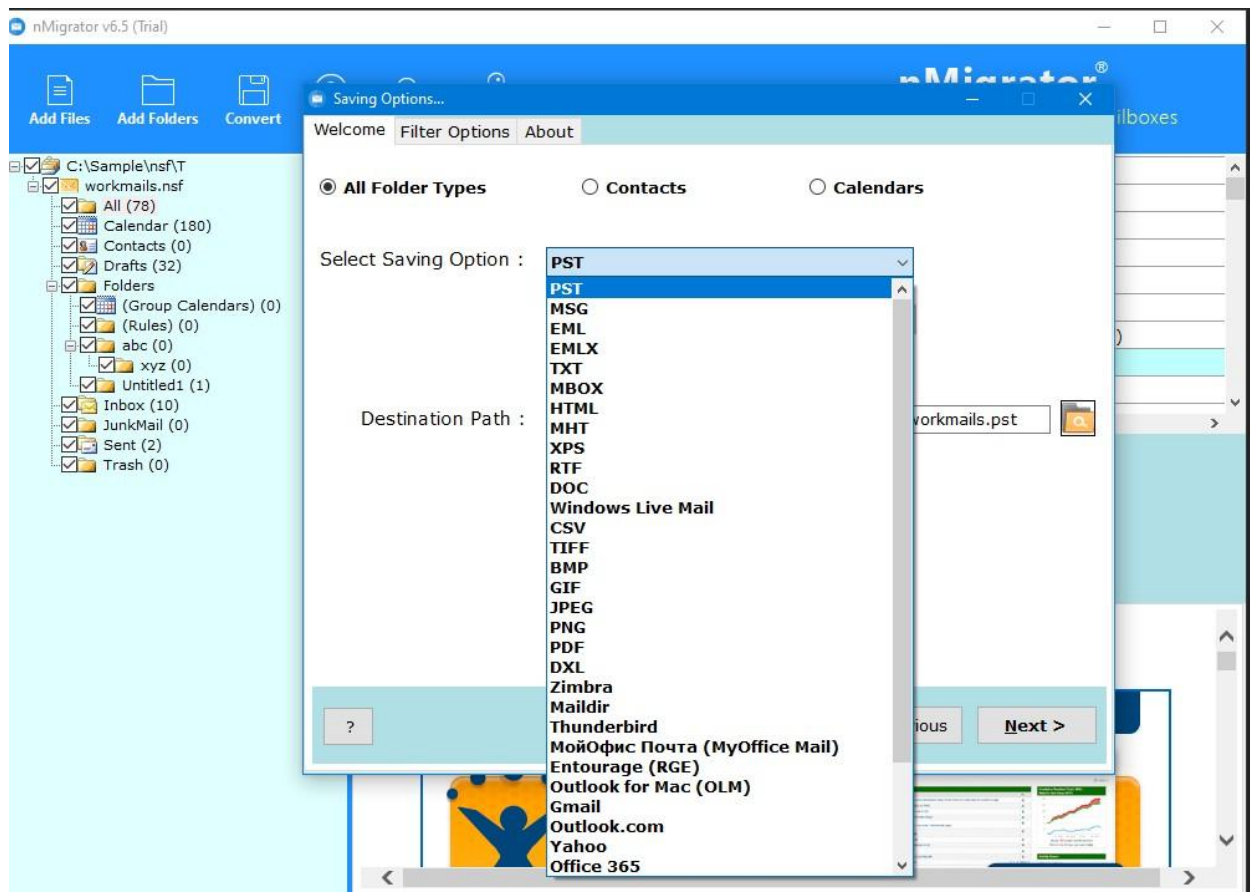 nMigrator v6.5 (Trial)
nMigrator®
Add Files
Add Folders
Convert
ilboxes
Saving Options...
Welcome
Filter Options
About
All Folder Types
Contacts
Calendars
Select Saving Option :
PST
PST
MSG
EML
EMLX
TXT
MBOX
HTML
MHT
XPS
RTF
DOC
Windows Live Mail
CSV
TIFF
BMP
GIF
JPEG
PNG
PDF
DXL
Zimbra
Maildir
Thunderbird
МойОфис Почта (MyOffice Mail)
Entourage (RGE)
Outlook for Mac (OLM)
Gmail
Outlook.com
Yahoo
Office 365
Destination Path :
workmails.pst
?
ious
Next >
C:\Sample\nsf\T
workmails.nsf
All (78)
Calendar (180)
Contacts (0)
Drafts (32)
Folders
(Group Calendars) (0)
(Rules) (0)
abc (0)
xyz (0)
Untitled1 (1)
Inbox (10)
JunkMail (0)
Sent (2)
Trash (0)
)